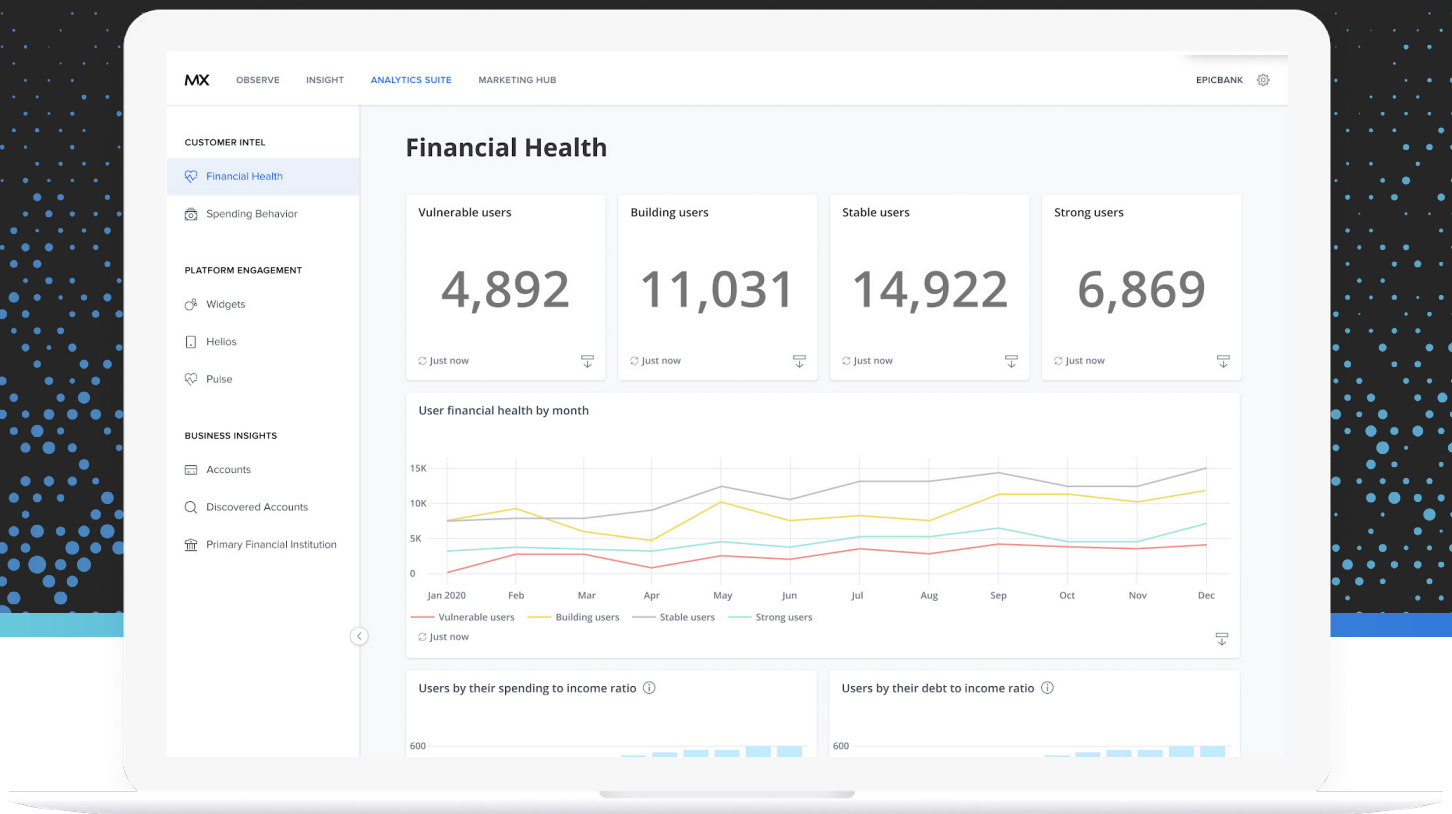 MX OBSERVE INSIGHT ANALYTICS SUITE MARKETING HUB EPICBANK
CUSTOMER INTEL
Financial Health
Spending Behavior
PLATFORM ENGAGEMENT
Widgets
Helios
Pulse
BUSINESS INSIGHTS
Accounts
Discovered Accounts
Primary Financial Institution
Financial Health
Vulnerable users
4,892
Just now
Building users
11,031
Just now
Stable users
14,922
Just now
Strong users
6,869
Just now
User financial health by month
15K
10K
5K
0
Jan 2020 Feb Mar Apr May Jun Jul Aug Sep Oct Nov Dec
Vulnerable users Building users Stable users Strong users
Just now
Users by their spending to income ratio
600
Users by their debt to income ratio
600